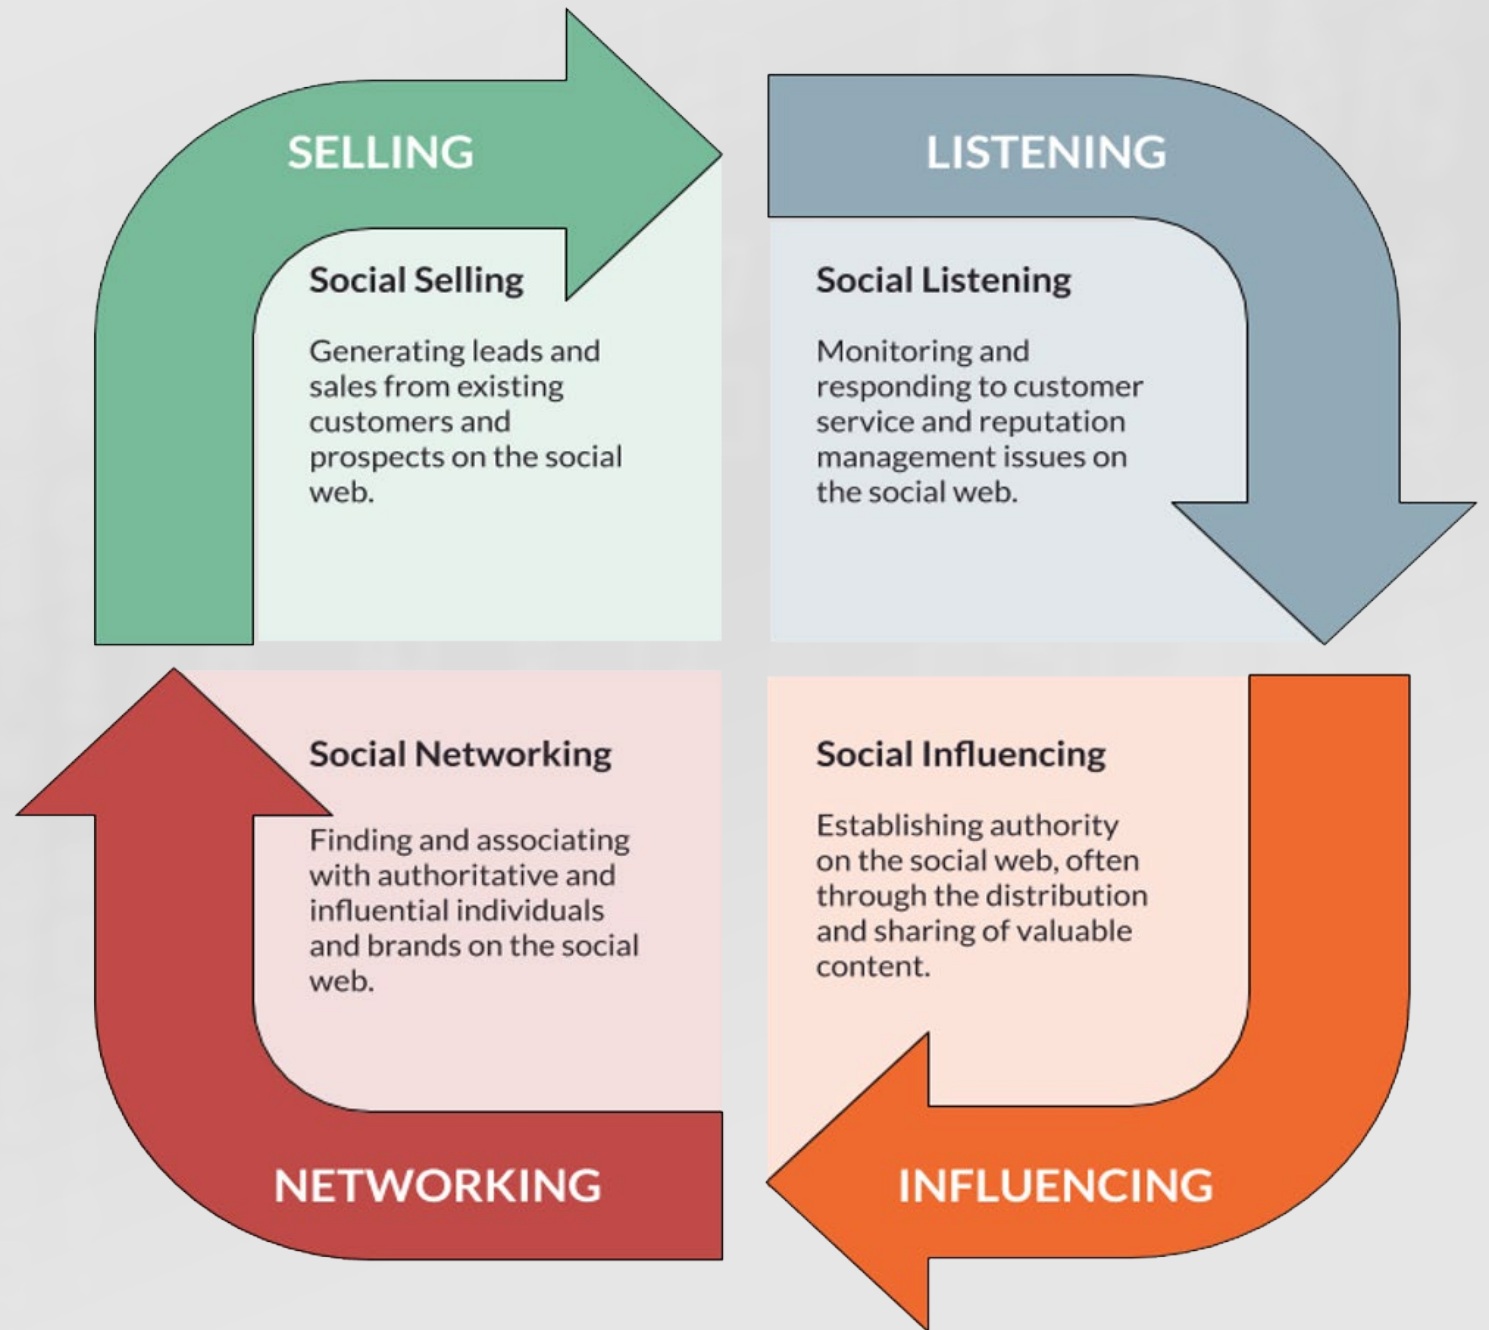 SELLING
Social Selling
Generating leads and
sales from existing
customers and
prospects on the social
web.
LISTENING
Social Listening
Monitoring and
responding to customer
service and reputation
management issues on
the social web.
Social Networking
Finding and associating
with authoritative and
influential individuals
and brands on the social
web.
NETWORKING
Social Influencing
Establishing authority
on the social web, often
through the distribution
and sharing of valuable
content.
INFLUENCING